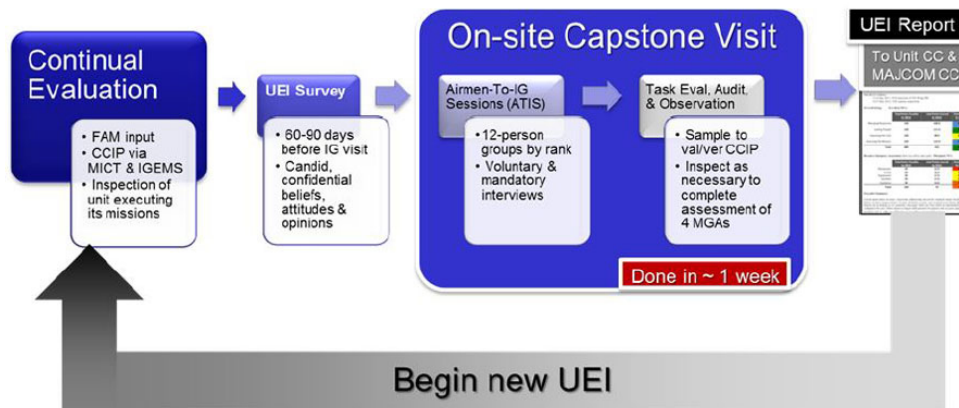 Continual
Evaluation
• FAM input
• CCIP via
MICT & IGEMS
• Inspection of
unit executing
its missions
UEI Survey
• 60-90 days
before IG visit
• Candid,
confidential
beliefs,
attitudes &
opinions
On-site Capstone Visit
Airmen-To-IG
Sessions (ATIS)
• 12-person
groups by rank
• Voluntary &
mandatory
interviews
Task Eval, Audit,
& Observation
• Sample to
val/ver CCIP
• Inspect as
necessary to
complete
assessment of
4 MGAs
Done in ~ 1 week
UEI Report
To Unit CC &
MAJCOM CC
Begin new UEI